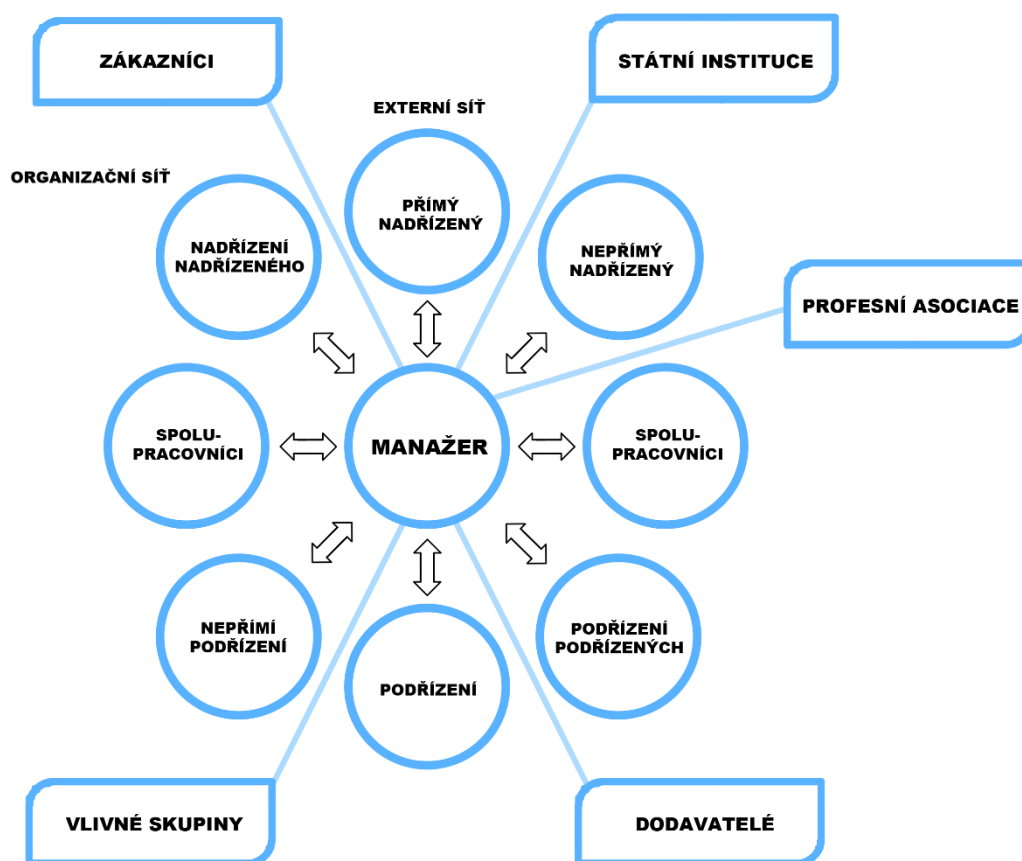 ZÁKAZNÍCI
STÁTNÍ INSTITUCE
EXTERNÍ SÍŤ
ORGANIZAČNÍ SÍŤ
PŘÍMÝ
NADŘÍZENÝ
NADŘÍZENÍ
NADŘÍZENÉHO
NEPŘÍMÝ
NADŘÍZENÝ
PROFESNÍ ASOCIACE
SPOLU-
PRACOVNÍCI
MANAŽER
SPOLU-
PRACOVNÍCI
NEPŘÍMÍ
PODŘÍZENÍ
PODŘÍZENÍ
PODŘÍZENÝCH
PODŘÍZENÍ
VLIVNÉ SKUPINY
DODAVATELÉ